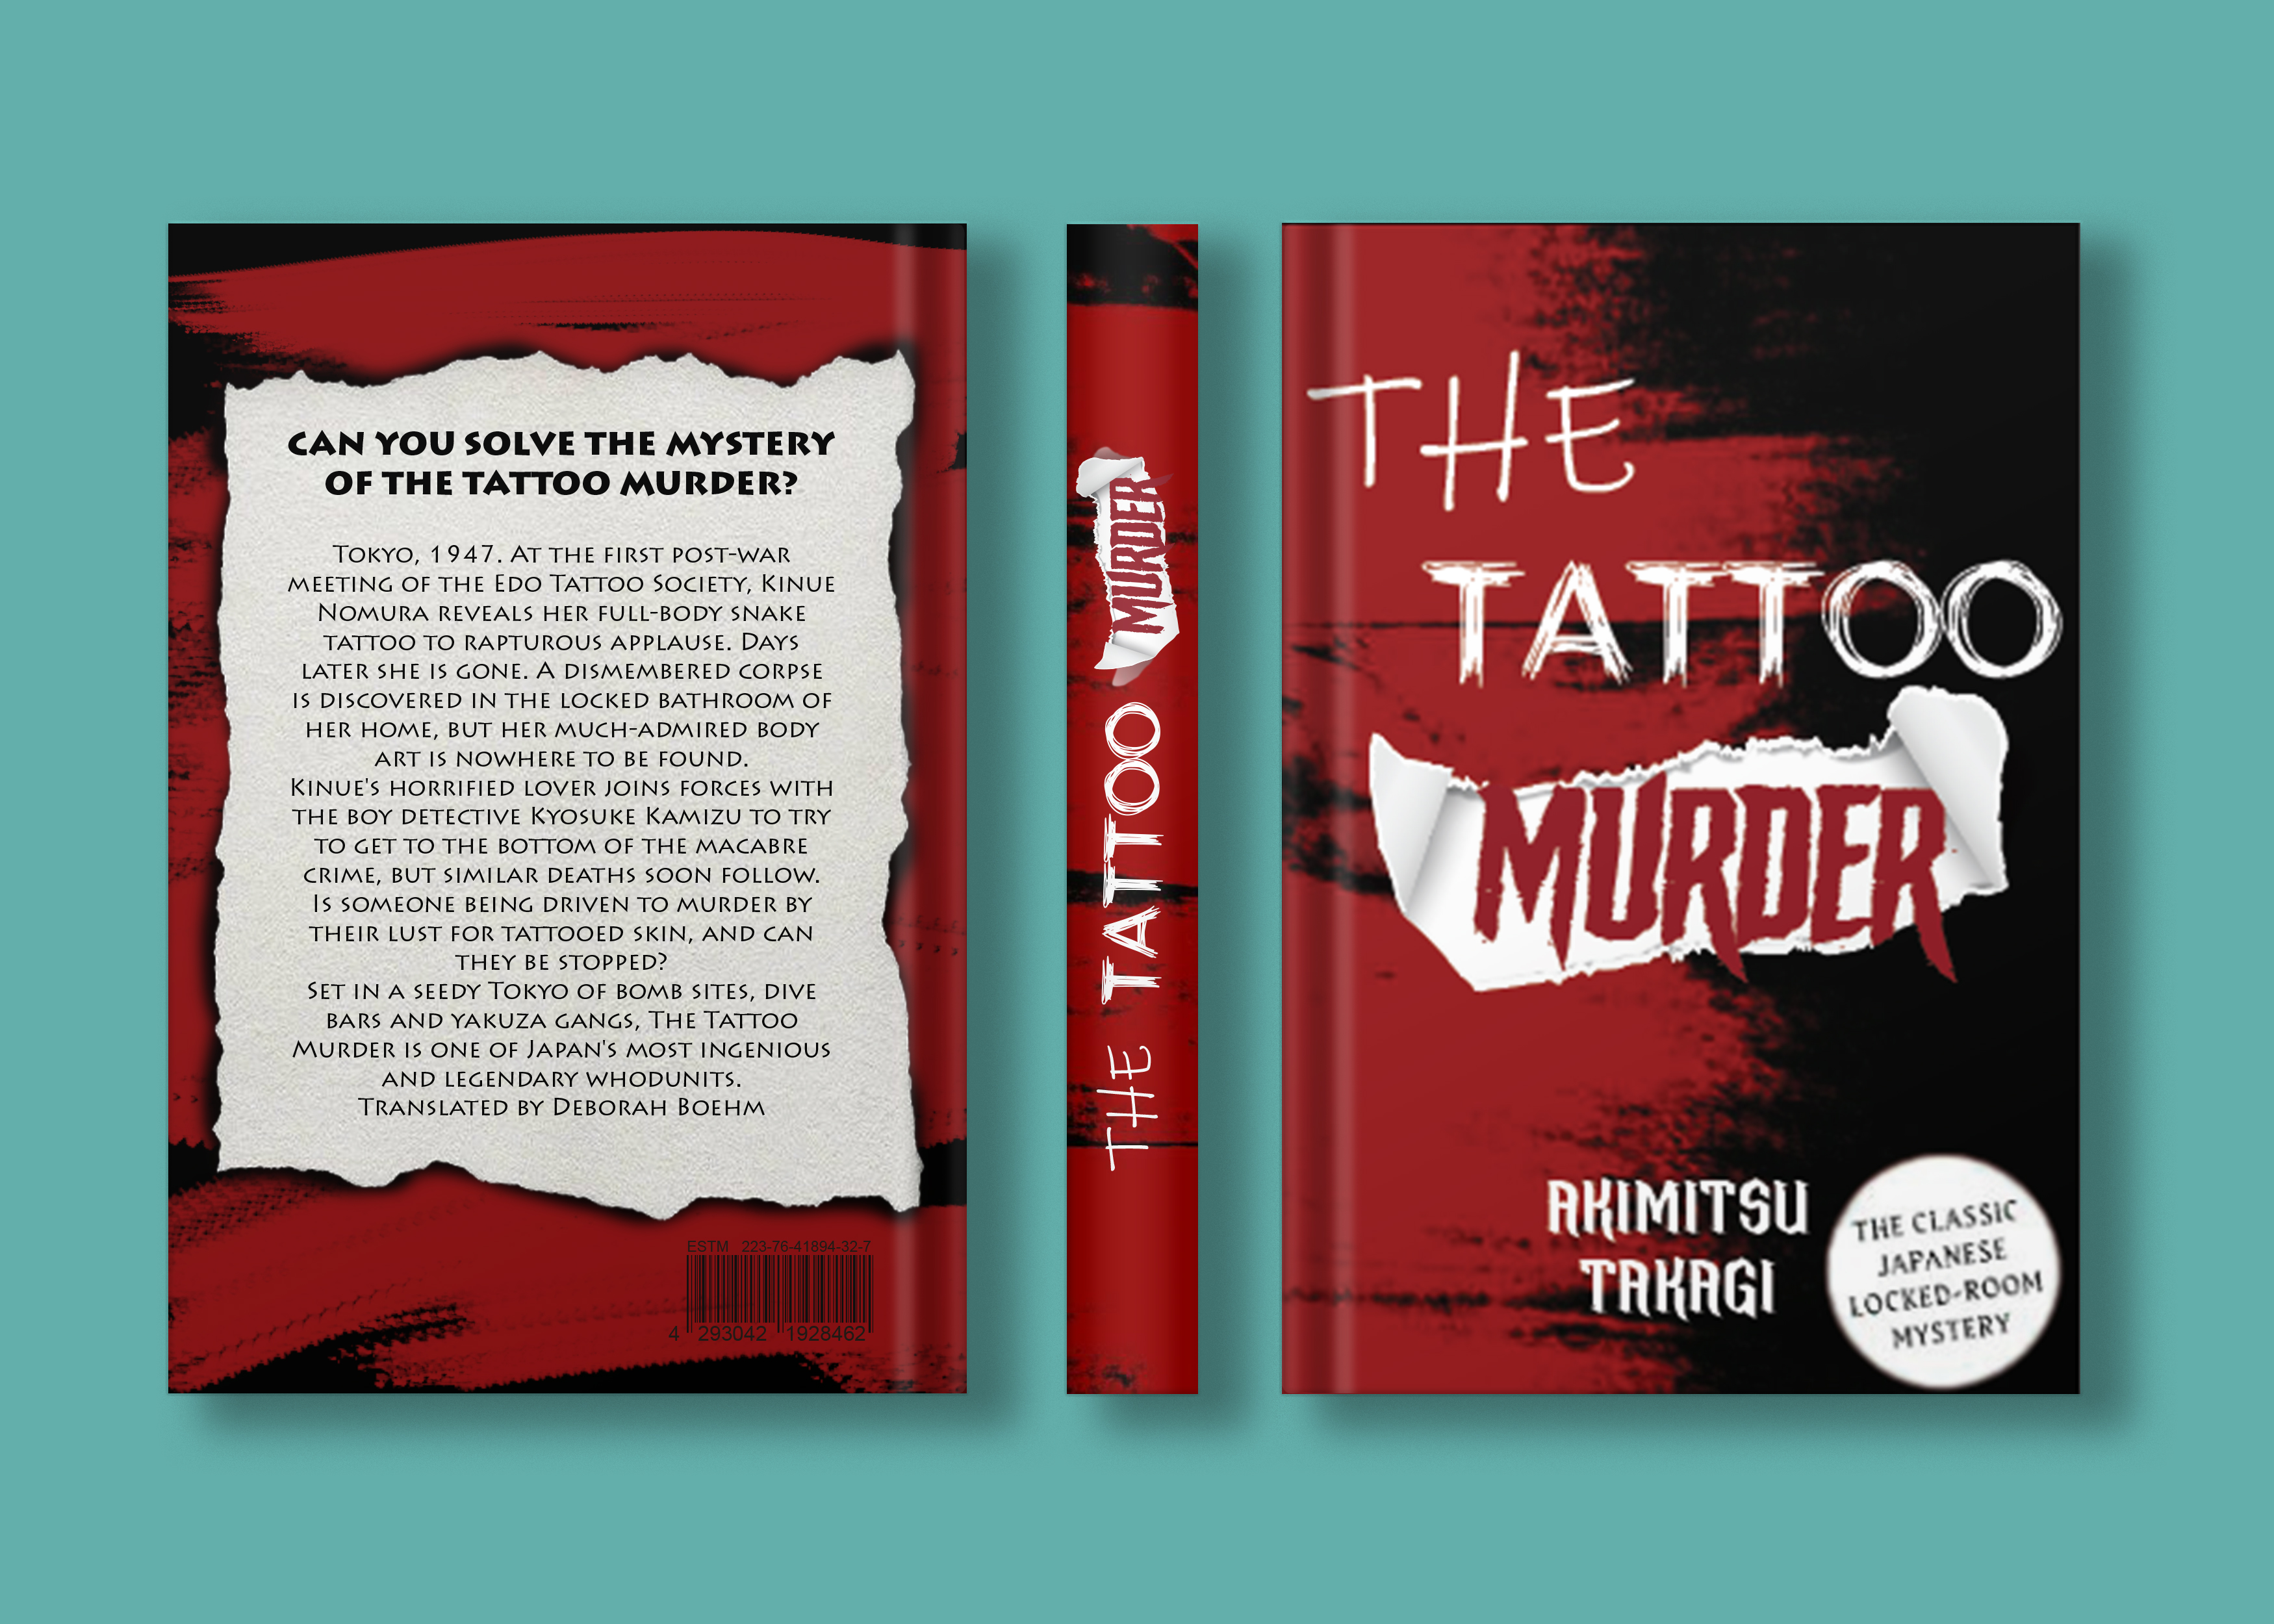 CAN YOU SOLVE THE MYSTERY
OF THE TATTOO MURDER?
TOKYO, 1947. AT THE FIRST POST-WAR
MEETING OF THE EDO TATTOO SOCIETY, KINUE
NOMURA REVEALS HER FULL-BODY SNAKE
TATTOO TO RAPTUROUS APPLAUSE. DAYS
LATER SHE IS GONE. A DISMEMBERED CORPSE
IS DISCOVERED IN THE LOCKED BATHROOM OF
HER HOME, BUT HER MUCH-ADMIRED BODY
ART IS NOWHERE TO BE FOUND.
KINUE'S HORRIFIED LOVER JOINS FORCES WITH
THE BOY DETECTIVE KYOSUKE KAMIZU TO TRY
TO GET TO THE BOTTOM OF THE MACABRE
CRIME, BUT SIMILAR DEATHS SOON FOLLOW.
IS SOMEONE BEING DRIVEN TO MURDER BY
THEIR LUST FOR TATTOOED SKIN, AND CAN
THEY BE STOPPED?
SET IN A SEEDY TOKYO OF BOMB SITES, DIVE
BARS AND YAKUZA GANGS, THE TATTOO
MURDER IS ONE OF JAPAN'S MOST INGENIOUS
AND LEGENDARY WHODUNITS.
TRANSLATED BY DEBORAH BOEHM
ESTM 223-76-41894-32-7
4 293042 1928462
THE TATTOO MURDER
THE
TATTOO
MURDER
AKIMITSU
TAKAGI
THE CLASSIC
JAPANESE
LOCKED-ROOM
MYSTERY